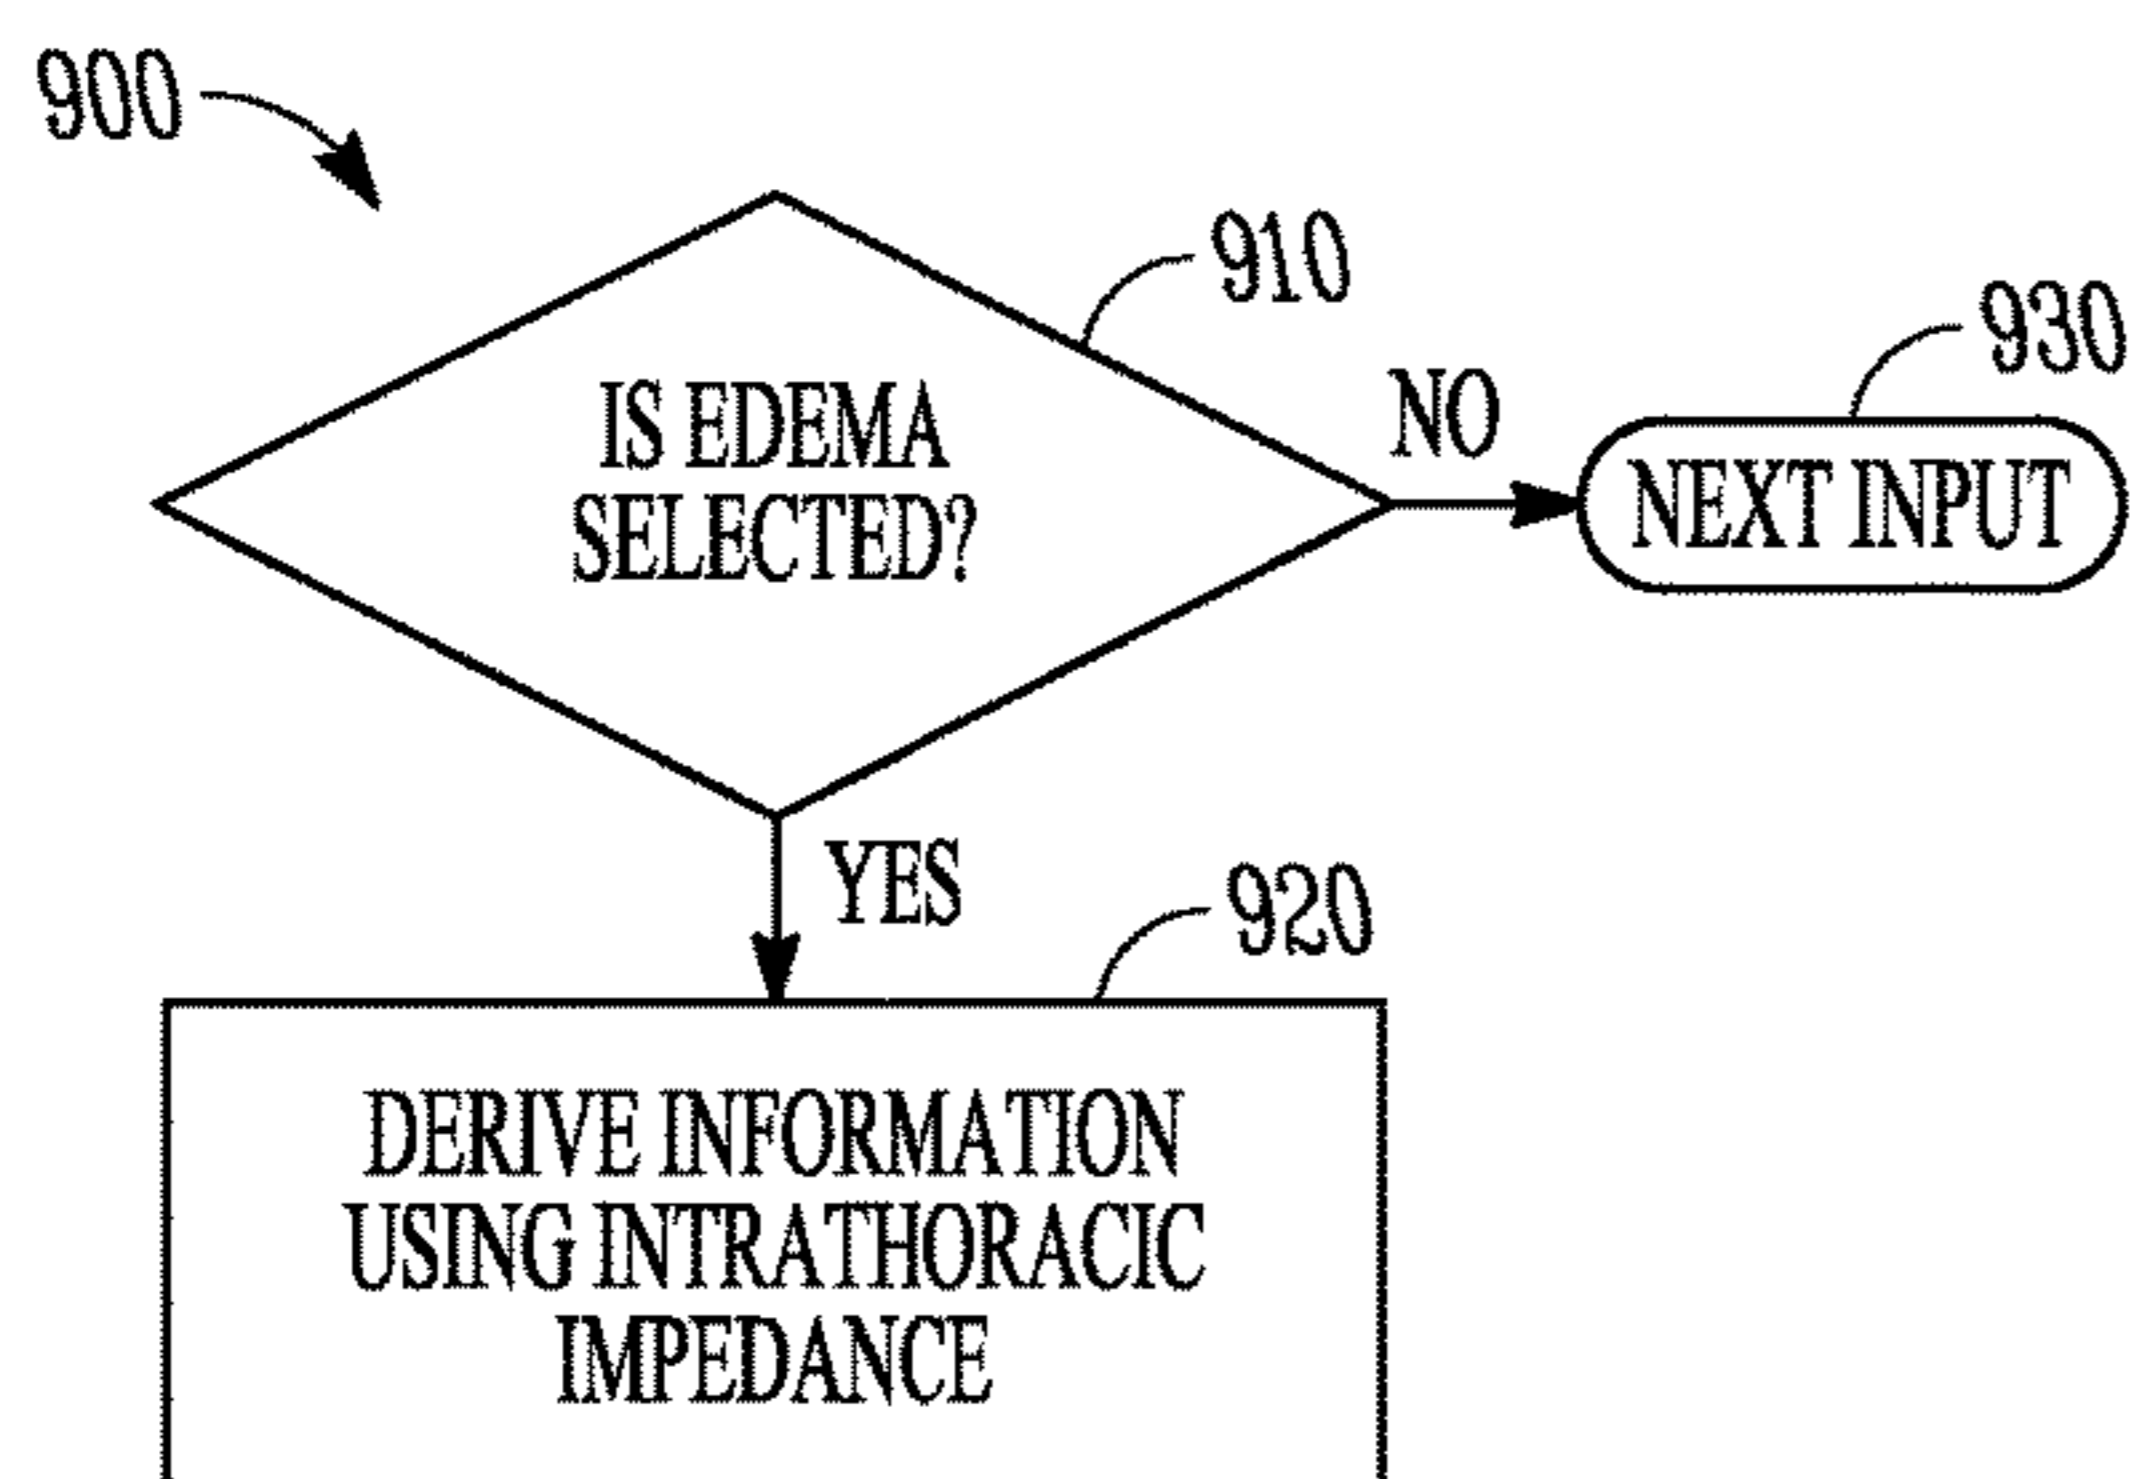 900
910
930
IS EDEMA
SELECTED?
NO
NEXT INPUT
YES
920
DERIVE INFORMATION
USING INTRATHORACIC
IMPEDANCE